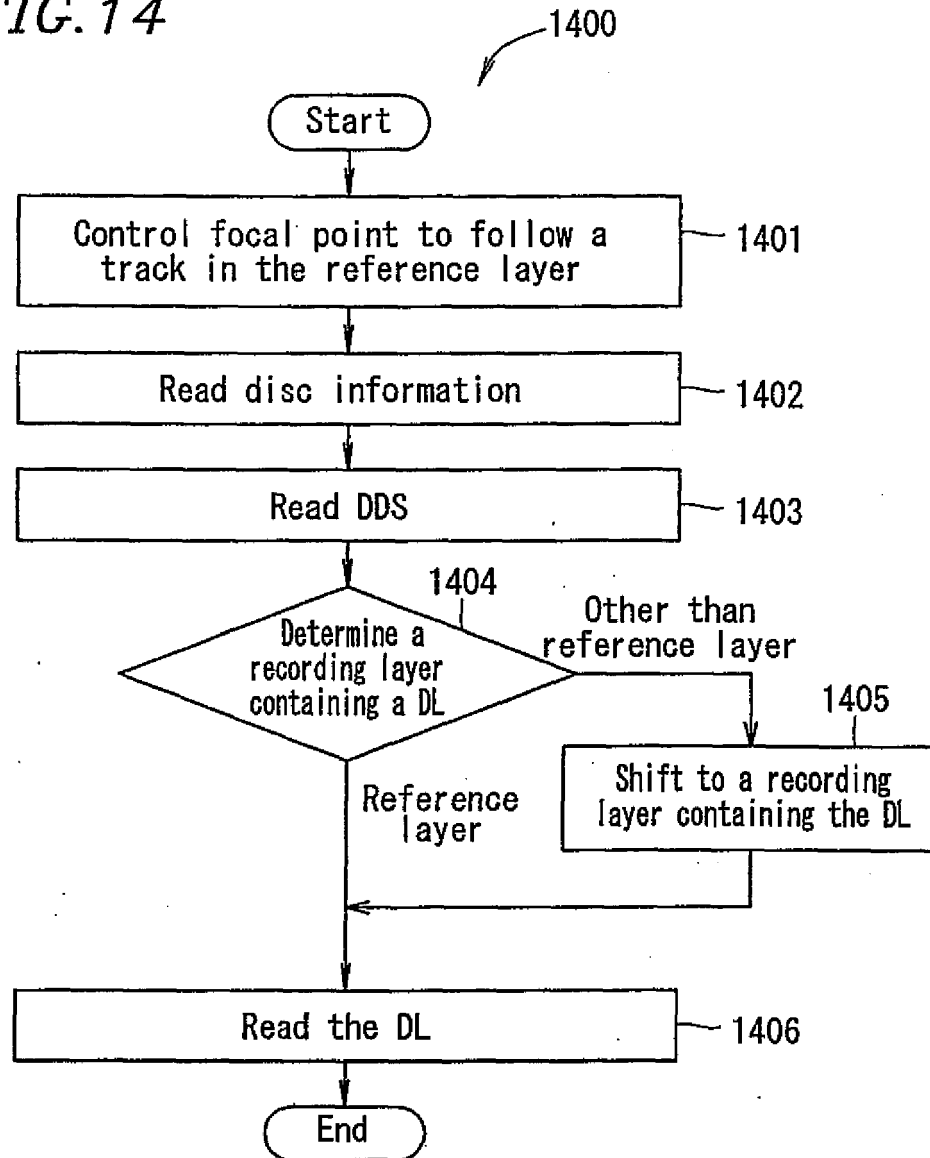 FIG. 14
1400
Start
Control focal point to follow a
track in the reference layer
1401
Read disc information
1402
Read DDS
1403
1404
Determine a
recording layer
containing a DL
Other than
reference layer
1405
Shift to a recording
layer containing the DL
Reference
layer
Read the DL
1406
End